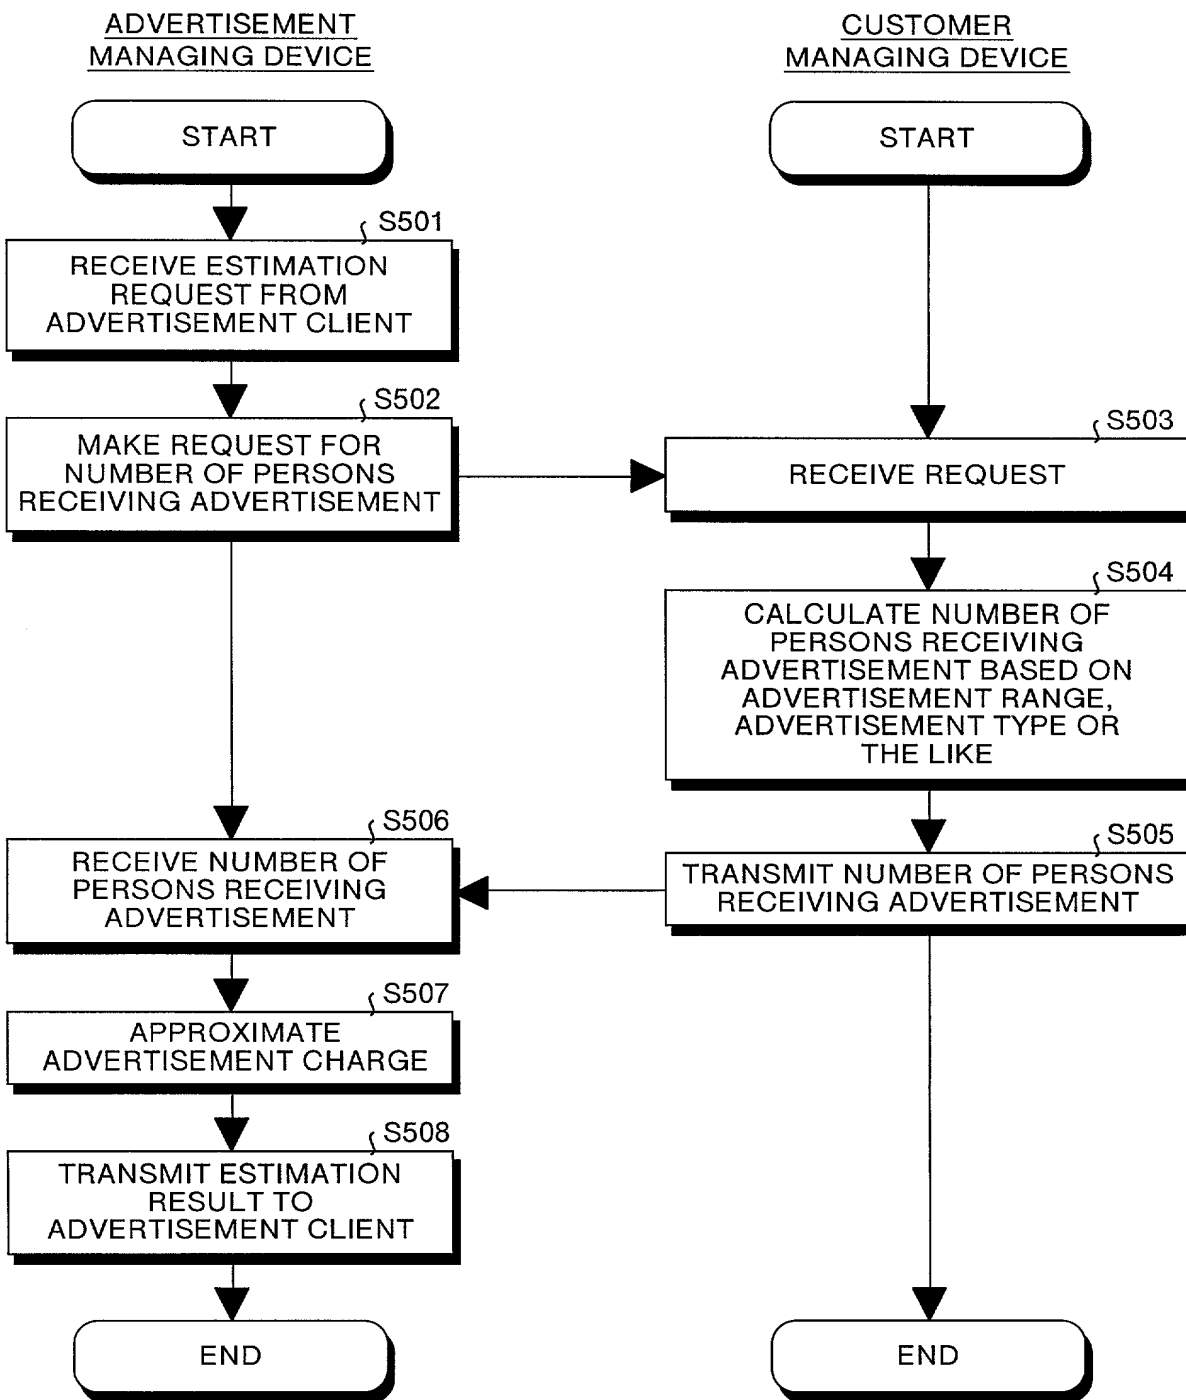 ADVERTISEMENT
MANAGING DEVICE
START
S501
RECEIVE ESTIMATION
REQUEST FROM
ADVERTISEMENT CLIENT
S502
MAKE REQUEST FOR
NUMBER OF PERSONS
RECEIVING ADVERTISEMENT
S506
RECEIVE NUMBER OF
PERSONS RECEIVING
ADVERTISEMENT
S507
APPROXIMATE
ADVERTISEMENT CHARGE
S508
TRANSMIT ESTIMATION
RESULT TO
ADVERTISEMENT CLIENT
END
CUSTOMER
MANAGING DEVICE
START
S503
RECEIVE REQUEST
S504
CALCULATE NUMBER OF
PERSONS RECEIVING
ADVERTISEMENT BASED ON
ADVERTISEMENT RANGE,
ADVERTISEMENT TYPE OR
THE LIKE
S505
TRANSMIT NUMBER OF PERSONS
RECEIVING ADVERTISEMENT
END